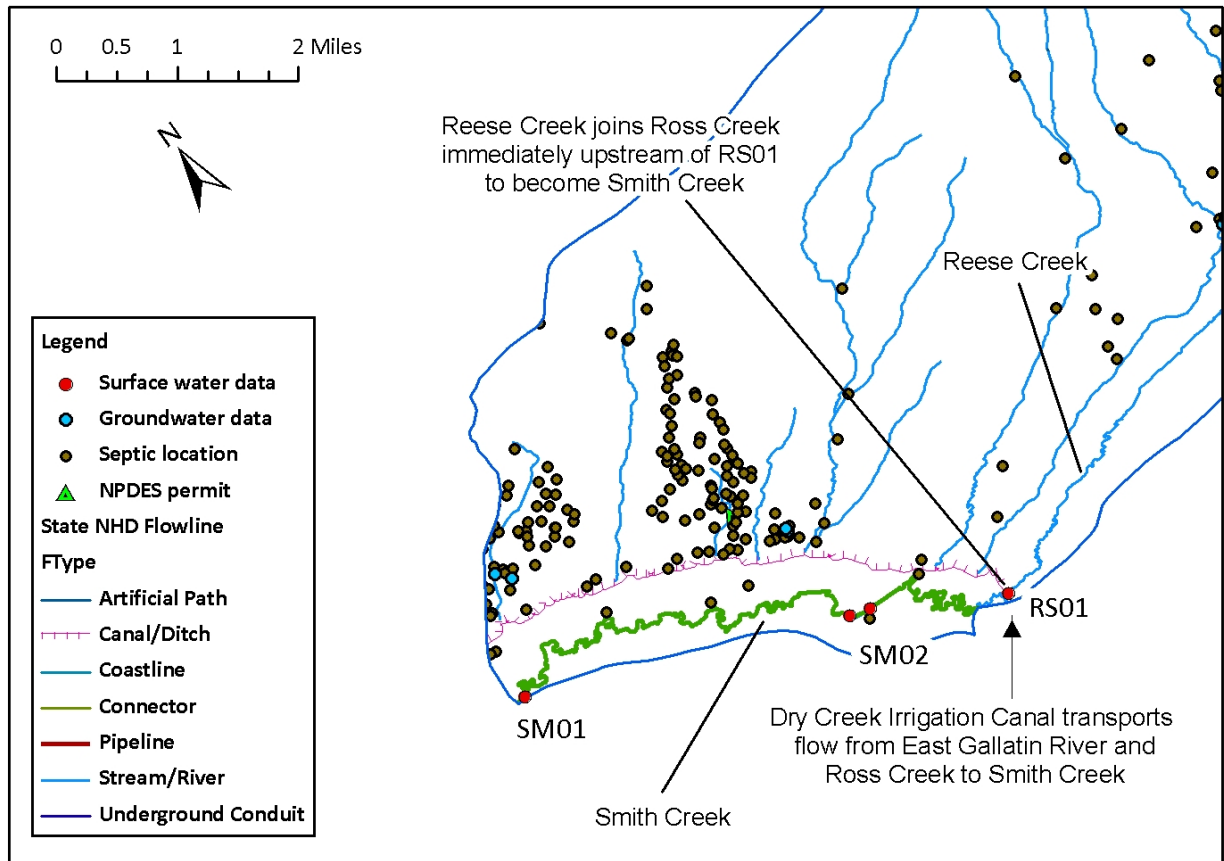 0 0.5 1 2 Miles
N
Reese Creek joins Ross Creek
immediately upstream of RS01
to become Smith Creek
Reese Creek
Legend
Surface water data
Groundwater data
Septic location
NPDES permit
State NHD Flowline
FType
Artificial Path
Canal/Ditch
Coastline
Connector
Pipeline
Stream/River
Underground Conduit
RS01
SM02
SM01
Dry Creek Irrigation Canal transports
flow from East Gallatin River and
Ross Creek to Smith Creek
Smith Creek